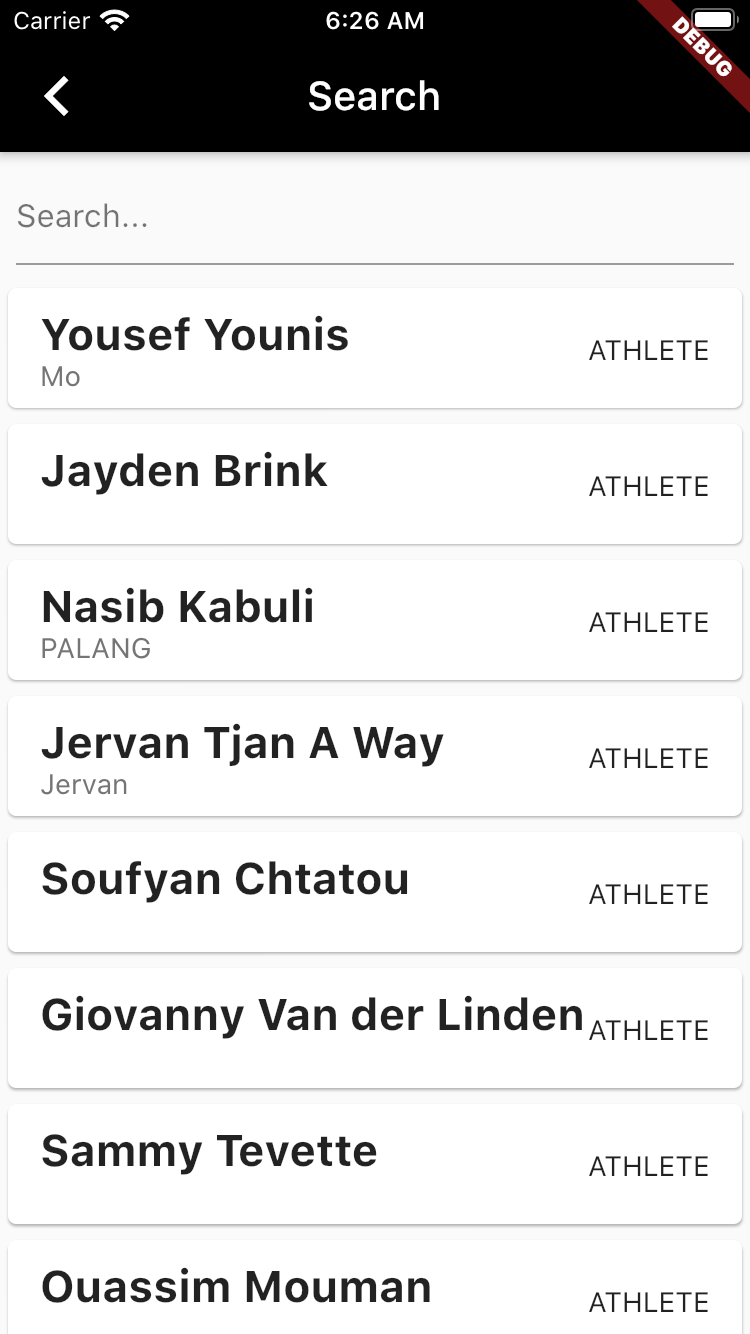 Carrier 6:26 AM
DEBUG
Search
Search...
Yousef Younis
Mo
ATHLETE
Jayden Brink
ATHLETE
Nasib Kabuli
PALANG
ATHLETE
Jervan Tjan A Way
Jervan
ATHLETE
Soufyan Chtatou
ATHLETE
Giovanny Van der Linden
ATHLETE
Sammy Tevette
ATHLETE
Ouassim Mouman
ATHLETE